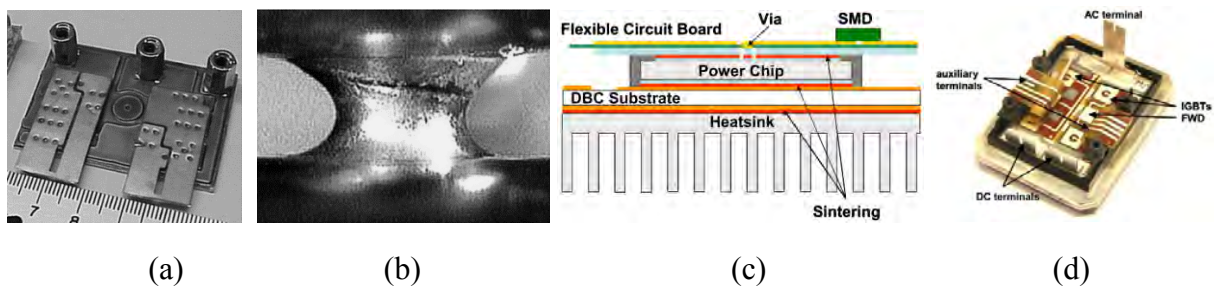 7 8
Flexible Circuit Board
Via
SMD
Power Chip
DBC Substrate
Heatsink
Sintering
AC terminal
auxiliary
terminals
IGBTs
FWD
DC terminals
(a) (b) (c) (d)